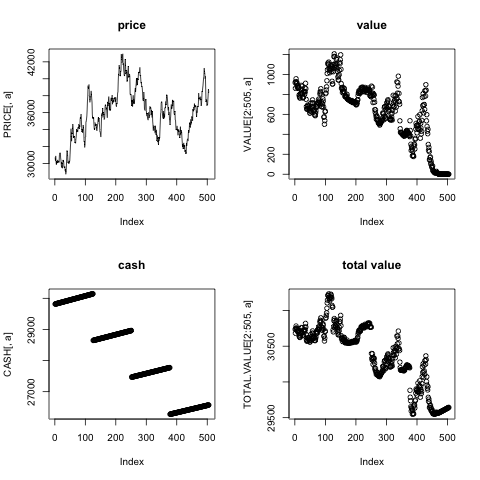 price
PRICE[, a]
30000 36000 42000
0 100 200 300 400 500
Index
value
VALUE[2:505, a]
0 200 600 1000
0 100 200 300 400 500
Index
cash
CASH[, a]
27000 29000
0 100 200 300 400 500
Index
total value
TOTAL.VALUE[2:505, a]
29500 30500
0 100 200 300 400 500
Index